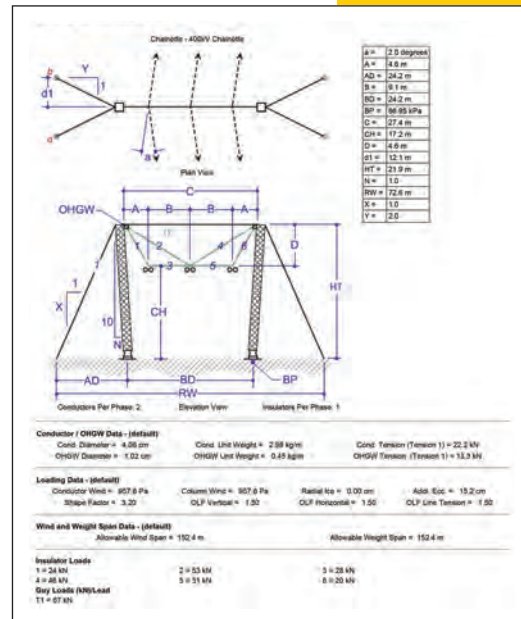 Chainette - 400kV Chainette
b
Y
1
d1
a
a
Plan View
a = 2.0 degrees
A = 4.6 m
AD = 24.2 m
B = 9.1 m
BD = 24.2 m
BP = 66.95 kPa
C = 27.4 m
CH = 17.2 m
D = 4.6 m
d1 = 12.1 m
HT = 21.9 m
N = 1.0
RW = 72.6 m
X = 1.0
Y = 2.0
C
OHGW
A B B A
1 2 4 6
3 5
D
1
1
X
10
N
CH
HT
AD BD BP
RW
Conductors Per Phase: 2 Elevation View Insulators Per Phase: 1
Conductor / OHGW Data - (default)
Cond. Diameter = 4.06 cm Cond. Unit Weight = 2.98 kg/m Cond. Tension (Tension 1) = 22.2 kN
OHGW Diameter = 1.02 cm OHGW Unit Weight = 0.45 kg/m OHGW Tension (Tension 1) = 13.3 kN
Loading Data - (default)
Conductor Wind = 957.6 Pa Column Wind = 957.6 Pa Radial Ice = 0.00 cm Addl. Ecc. = 15.2 cm
Shape Factor = 3.20 OLF Vertical = 1.50 OLF Horizontal = 1.50 OLF Line Tension = 1.50
Wind and Weight Span Data - (default)
Allowable Wind Span = 152.4 m Allowable Weight Span = 152.4 m
Insulator Loads
1 = 24 kN 2 = 53 kN 3 = 28 kN
4 = 46 kN 5 = 31 kN 6 = 20 kN
Guy Loads (kN)/Lead
T1 = 67 kN